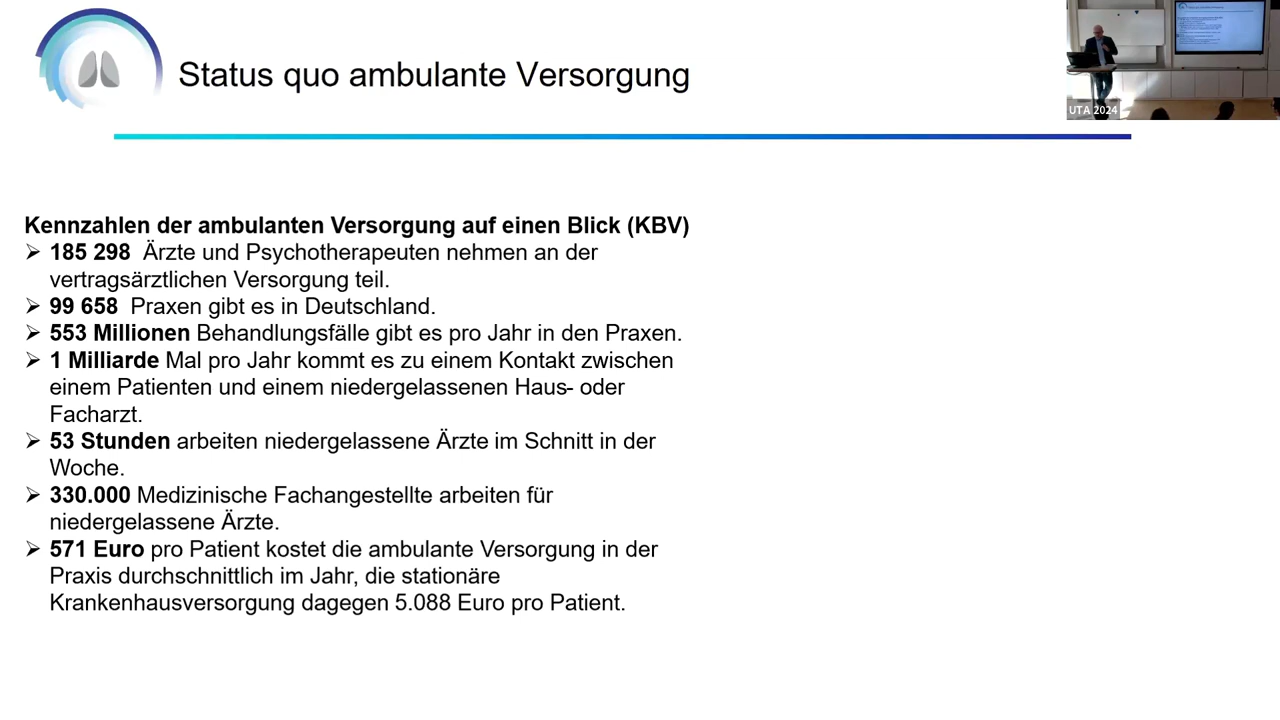 Status quo ambulante Versorgung
UTA 2024
Kennzahlen der ambulanten Versorgung auf einen Blick (KBV)
➢ 185 298 Ärzte und Psychotherapeuten nehmen an der
vertragsärztlichen Versorgung teil.
➢ 99 658 Praxen gibt es in Deutschland.
➢ 553 Millionen Behandlungsfälle gibt es pro Jahr in den Praxen.
➢ 1 Milliarde Mal pro Jahr kommt es zu einem Kontakt zwischen
einem Patienten und einem niedergelassenen Haus- oder
Facharzt.
➢ 53 Stunden arbeiten niedergelassene Ärzte im Schnitt in der
Woche.
➢ 330.000 Medizinische Fachangestellte arbeiten für
niedergelassene Ärzte.
➢ 571 Euro pro Patient kostet die ambulante Versorgung in der
Praxis durchschnittlich im Jahr, die stationäre
Krankenhausversorgung dagegen 5.088 Euro pro Patient.